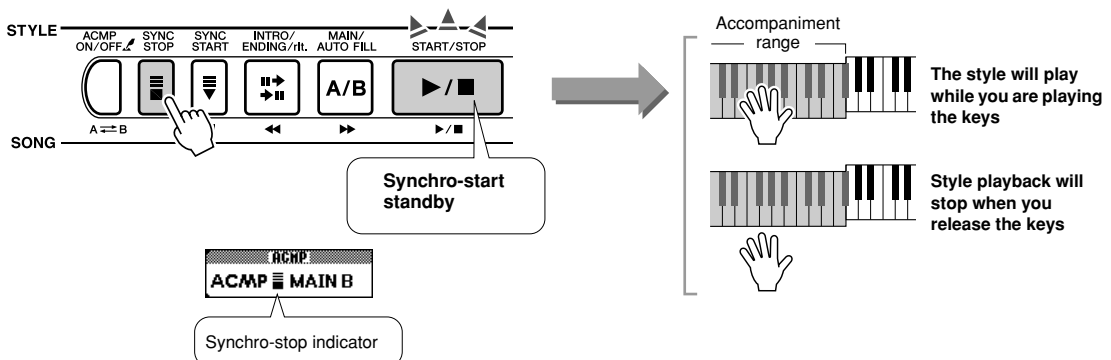 STYLE
ACMP ON/OFF
SYNC STOP
SYNC START
INTRO/ ENDING/rit.
MAIN/ AUTO FILL
START/STOP
A/B
A ⇄ B
SONG
Synchro-start
standby
ACMP
ACMP MAIN B
Synchro-stop indicator
Accompaniment
range
The style will play
while you are playing
the keys
Style playback will
stop when you
release the keys